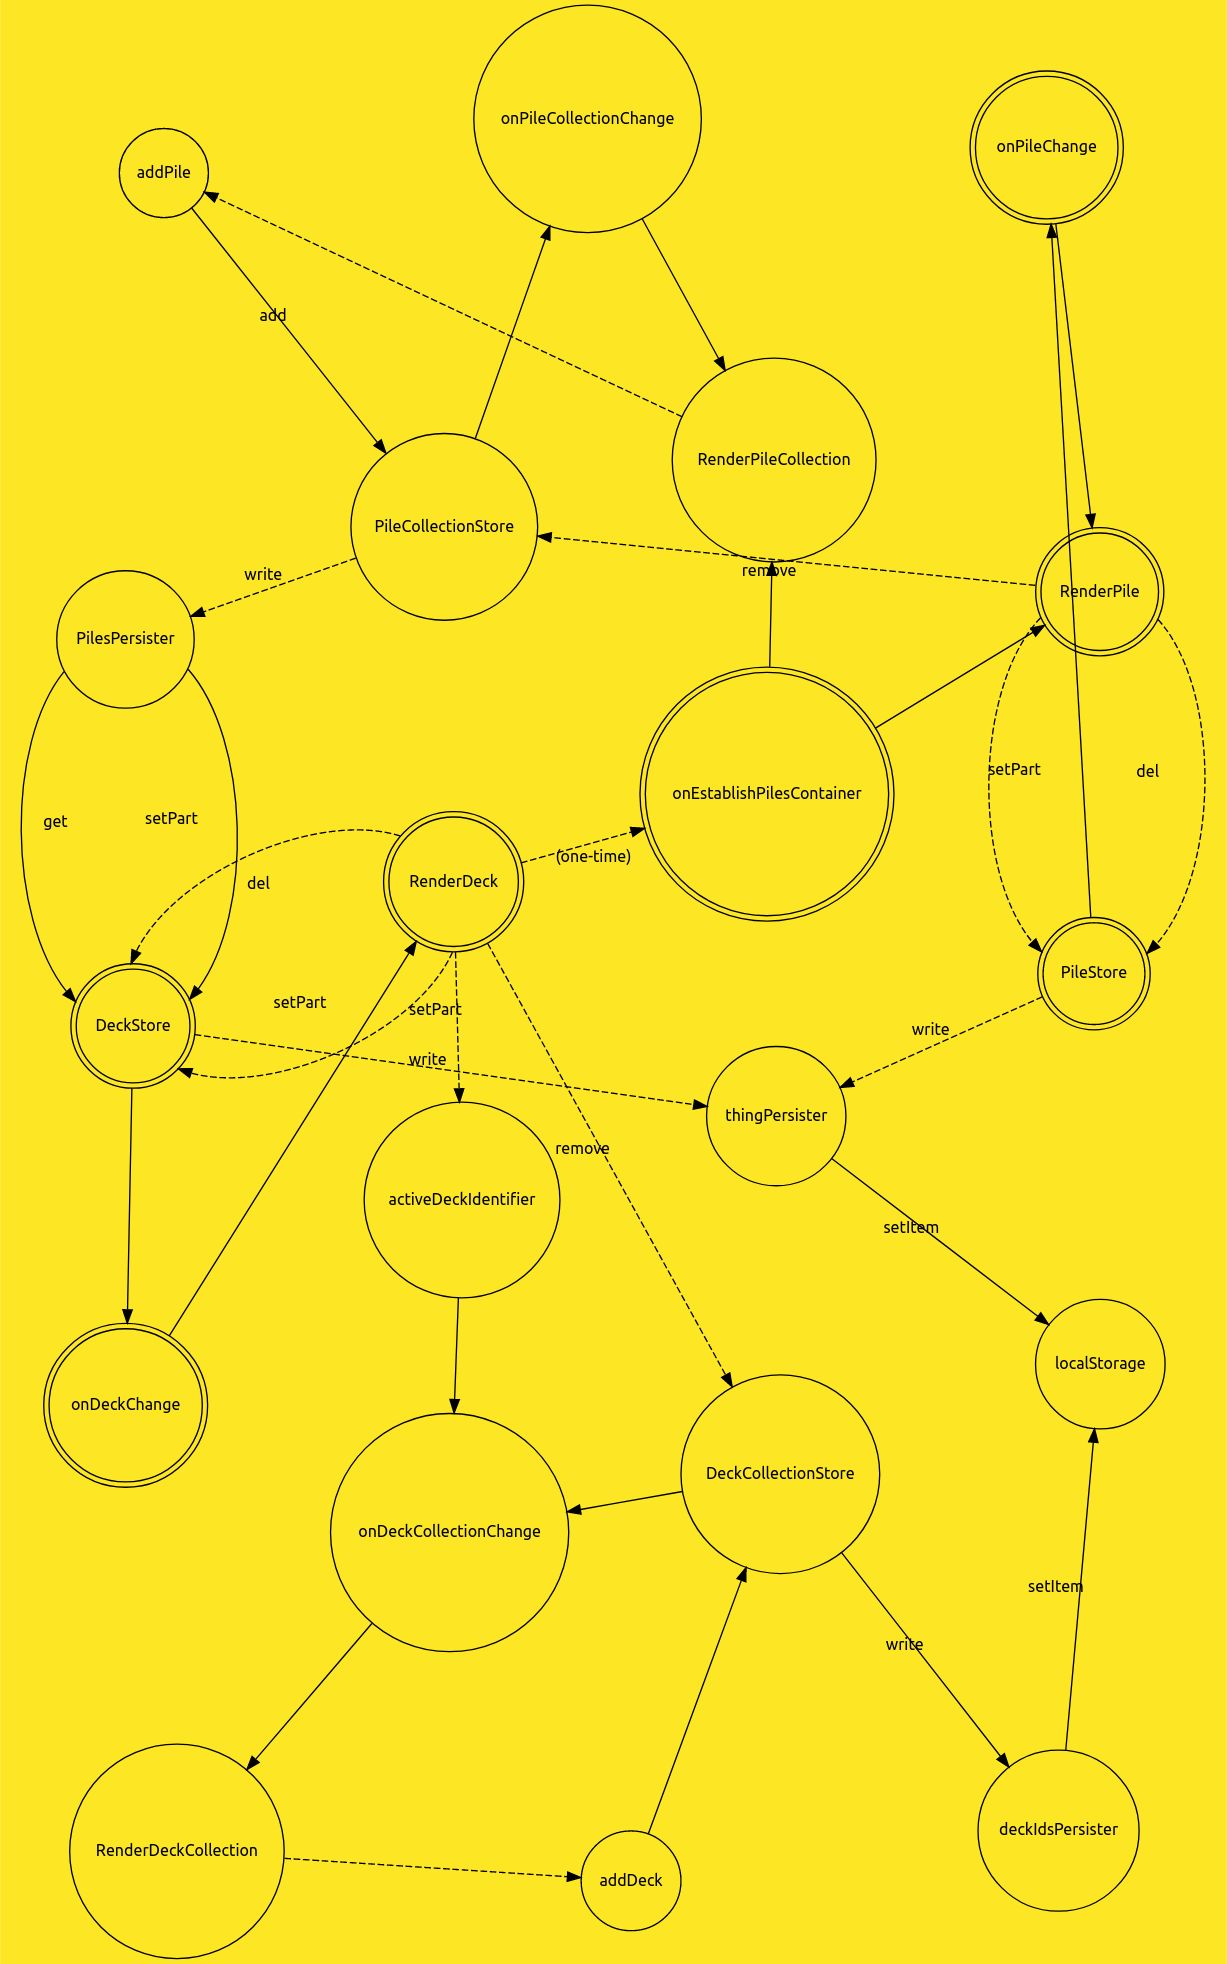 onPileCollectionChange
onPileChange
addPile
add
RenderPileCollection
PileCollectionStore
remove
write
RenderPile
PilesPersister
setPart
del
onEstablishPilesContainer
get
setPart
(one-time)
RenderDeck
del
PileStore
setPart
setPart
DeckStore
write
write
thingPersister
remove
activeDeckIdentifier
setItem
localStorage
onDeckChange
DeckCollectionStore
onDeckCollectionChange
setItem
write
deckIdsPersister
RenderDeckCollection
addDeck